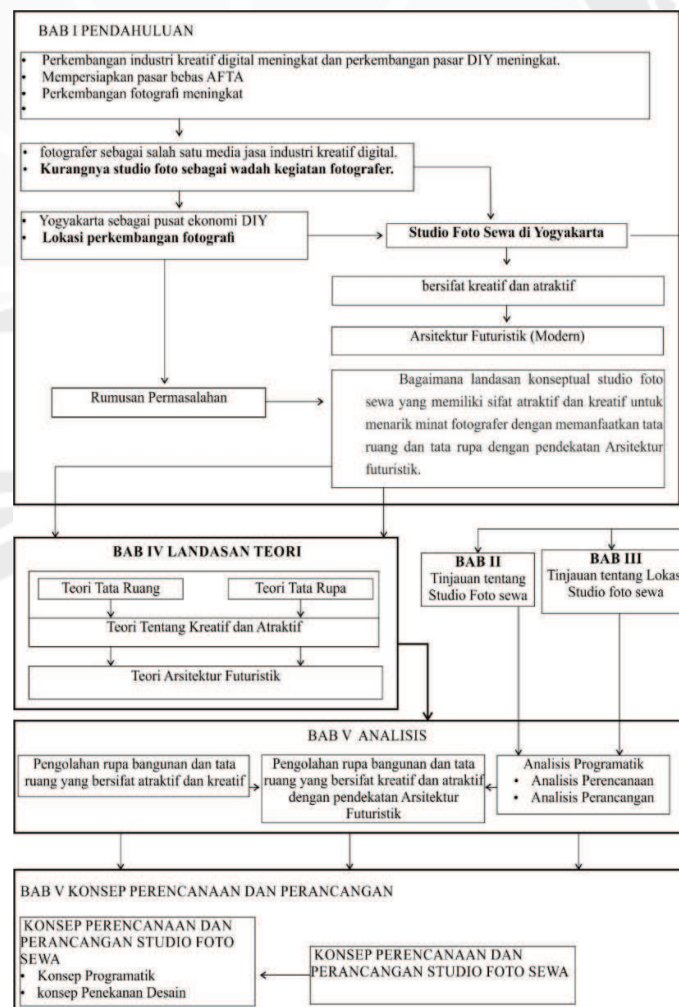 BAB I PENDAHULUAN
• Perkembangan industri kreatif digital meningkat dan perkembangan pasar DIY meningkat.
• Mempersiapkan pasar bebas AFTA
• Perkembangan fotografi meningkat
•
• fotografer sebagai salah satu media jasa industri kreatif digital.
• Kurangnya studio foto sebagai wadah kegiatan fotografer.
Yogyakarta sebagai pusat ekonomi DIY
• Lokasi perkembangan fotografi
Studio Foto Sewa di Yogyakarta
bersifat kreatif dan atraktif
Arsitektur Futuristik (Modern)
Rumusan Permasalahan
Bagaimana landasan konseptual studio foto
sewa yang memiliki sifat atraktif dan kreatif untuk
menarik minat fotografer dengan memanfaatkan tata
ruang dan tata rupa dengan pendekatan Arsitektur
futuristik.
BAB IV LANDASAN TEORI
Teori Tata Ruang
Teori Tata Rupa
Teori Tentang Kreatif dan Atraktif
Teori Arsitektur Futuristik
BAB II
Tinjauan tentang
Studio Foto sewa
BAB III
Tinjauan tentang Lokas
Studio foto sewa
BAB V ANALISIS
Pengolahan rupa bangunan dan tata
ruang yang bersifat atraktif dan kreatif
Pengolahan rupa bangunan dan tata
ruang yang bersifat kreatif dan atraktif
dengan pendekatan Arsitektur
Futuristik
Analisis Programatik
• Analisis Perencanaan
• Analisis Perancangan
BAB V KONSEP PERENCANAAN DAN PERANCANGAN
KONSEP PERENCANAAN DAN
PERANCANGAN STUDIO FOTO
SEWA
• Konsep Programatik
• konsep Penekanan Desain
KONSEP PERENCANAAN DAN
PERANCANGAN STUDIO FOTO SEWA